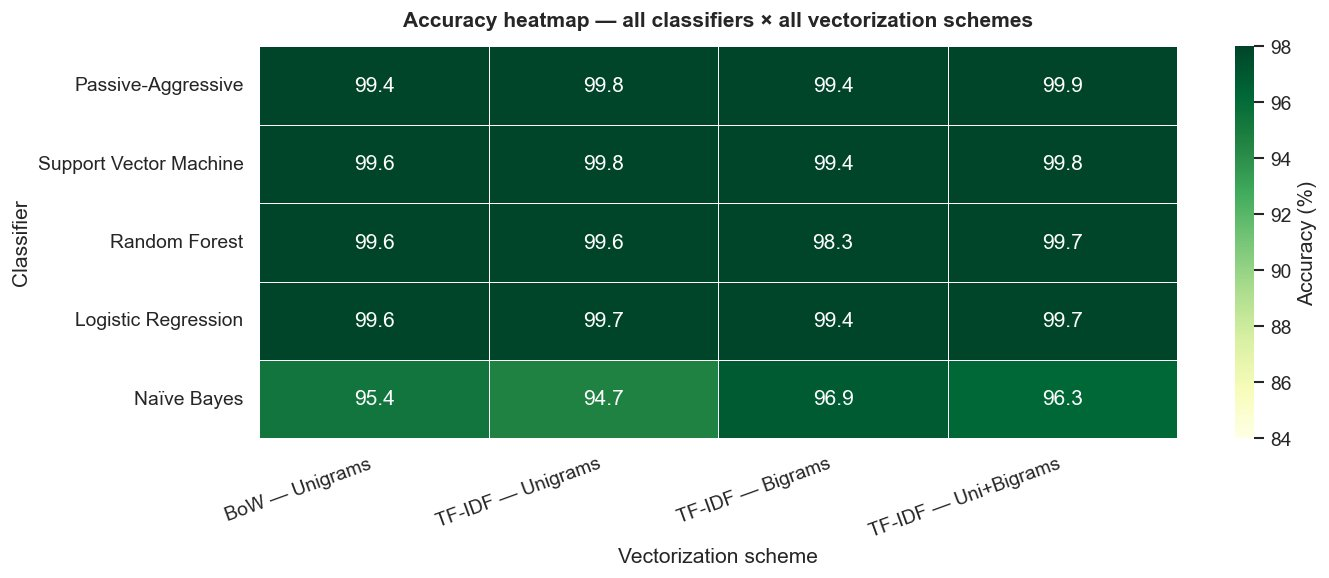 Accuracy heatmap — all classifiers × all vectorization schemes
Classifier
Passive-Aggressive 99.4 99.8 99.4 99.9
Support Vector Machine 99.6 99.8 99.4 99.8
Random Forest 99.6 99.6 98.3 99.7
Logistic Regression 99.6 99.7 99.4 99.7
Naïve Bayes 95.4 94.7 96.9 96.3
BoW — Unigrams
TF-IDF — Unigrams
TF-IDF — Bigrams
TF-IDF — Uni+Bigrams
Vectorization scheme
98
96
94
92
90
88
86
84
Accuracy (%)